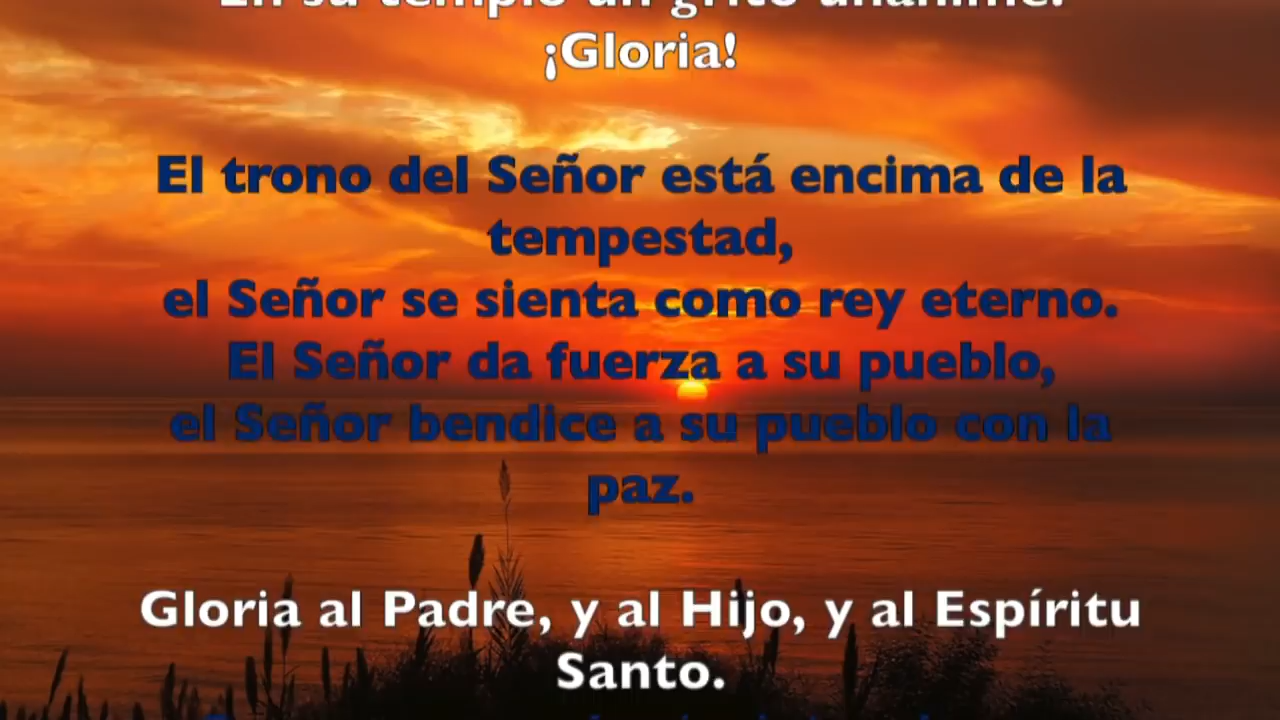 En su templo un grito unánime:
¡Gloria!
El trono del Señor está encima de la
tempestad,
el Señor se sienta como rey eterno.
El Señor da fuerza a su pueblo,
el Señor bendice a su pueblo con la
paz.
Gloria al Padre, y al Hijo, y al Espíritu
Santo.